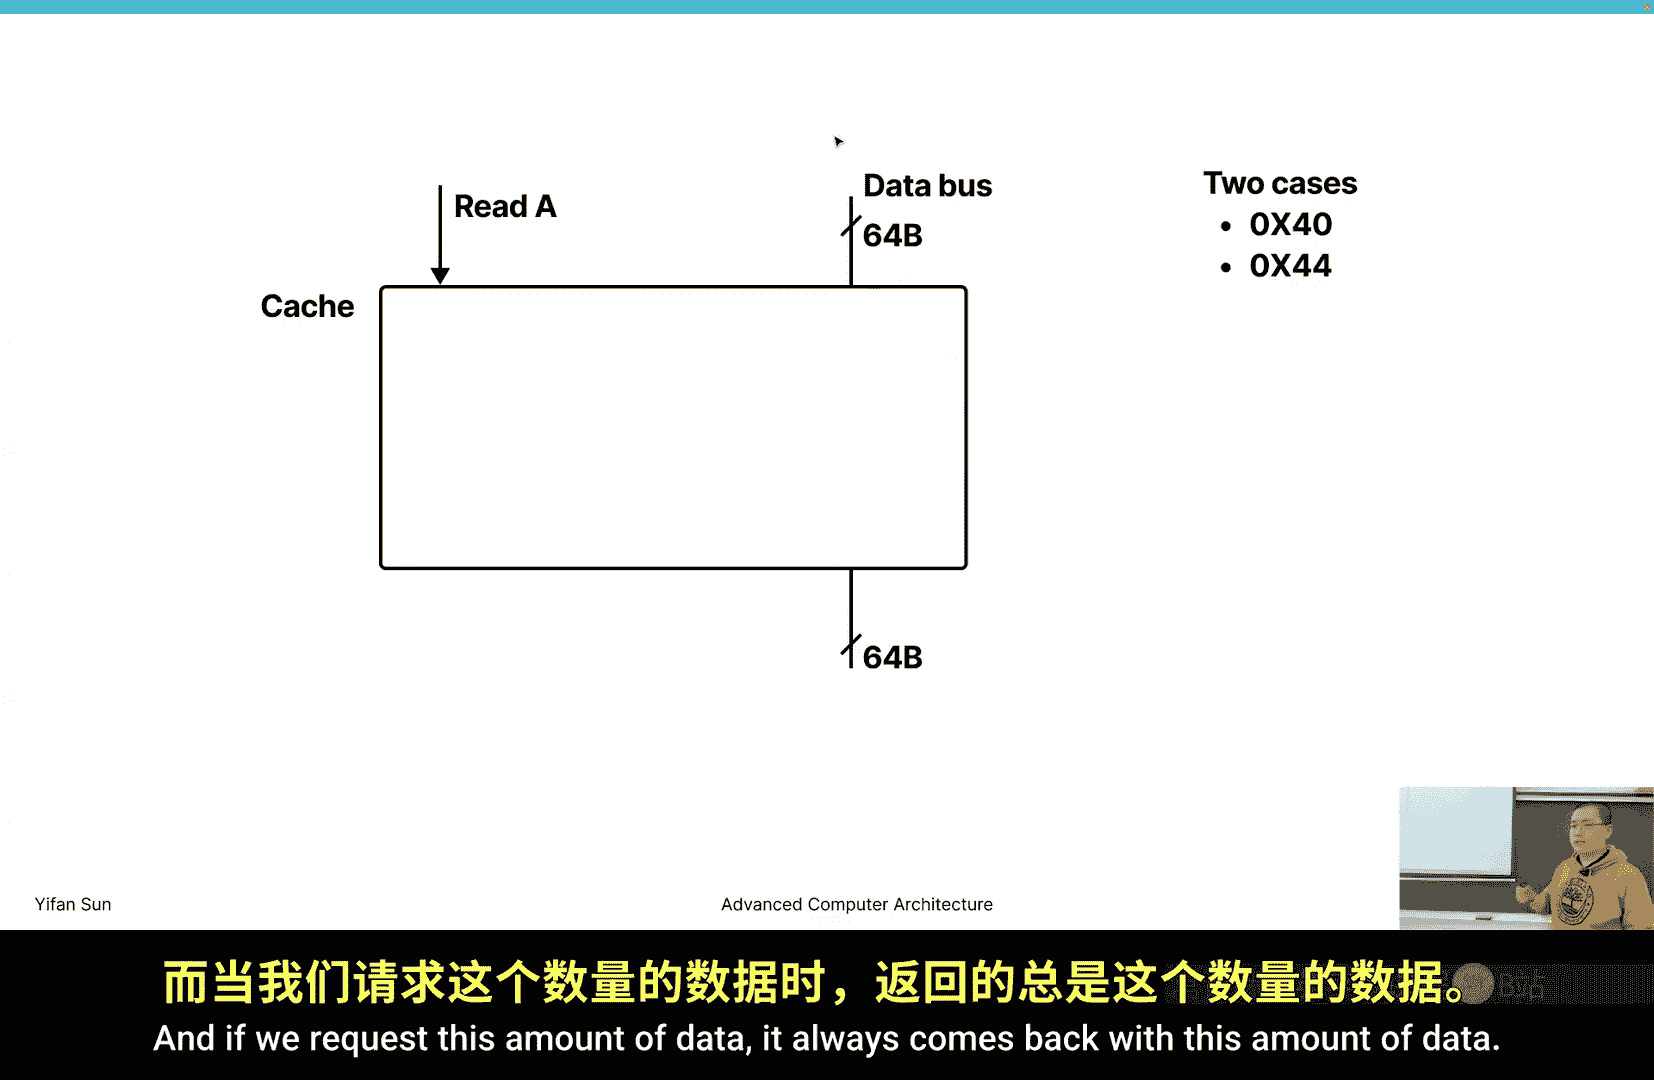 Read A
Data bus
64B
Two cases
• 0X40
• 0X44
Cache
64B
Yifan Sun
Advanced Computer Architecture
而当我们请求这个数量的数据时，返回的总是这个数量的数据。
And if we request this amount of data, it always comes back with this amount of data.